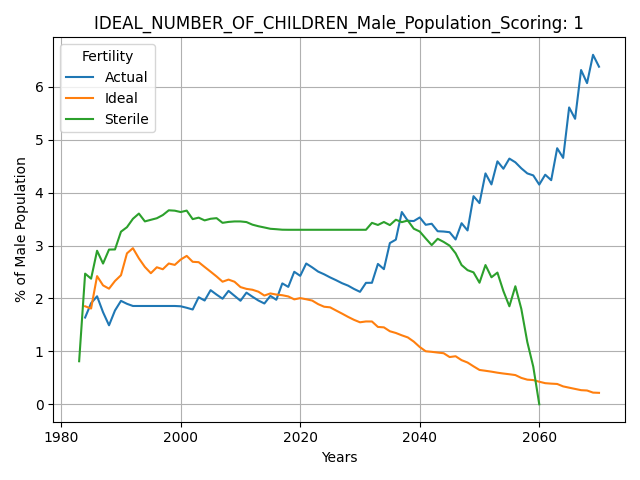 IDEAL_NUMBER_OF_CHILDREN_Male_Population_Scoring: 1
Fertility
Actual
Ideal
Sterile
% of Male Population
6
5
4
3
2
1
0
1980 2000 2020 2040 2060
Years